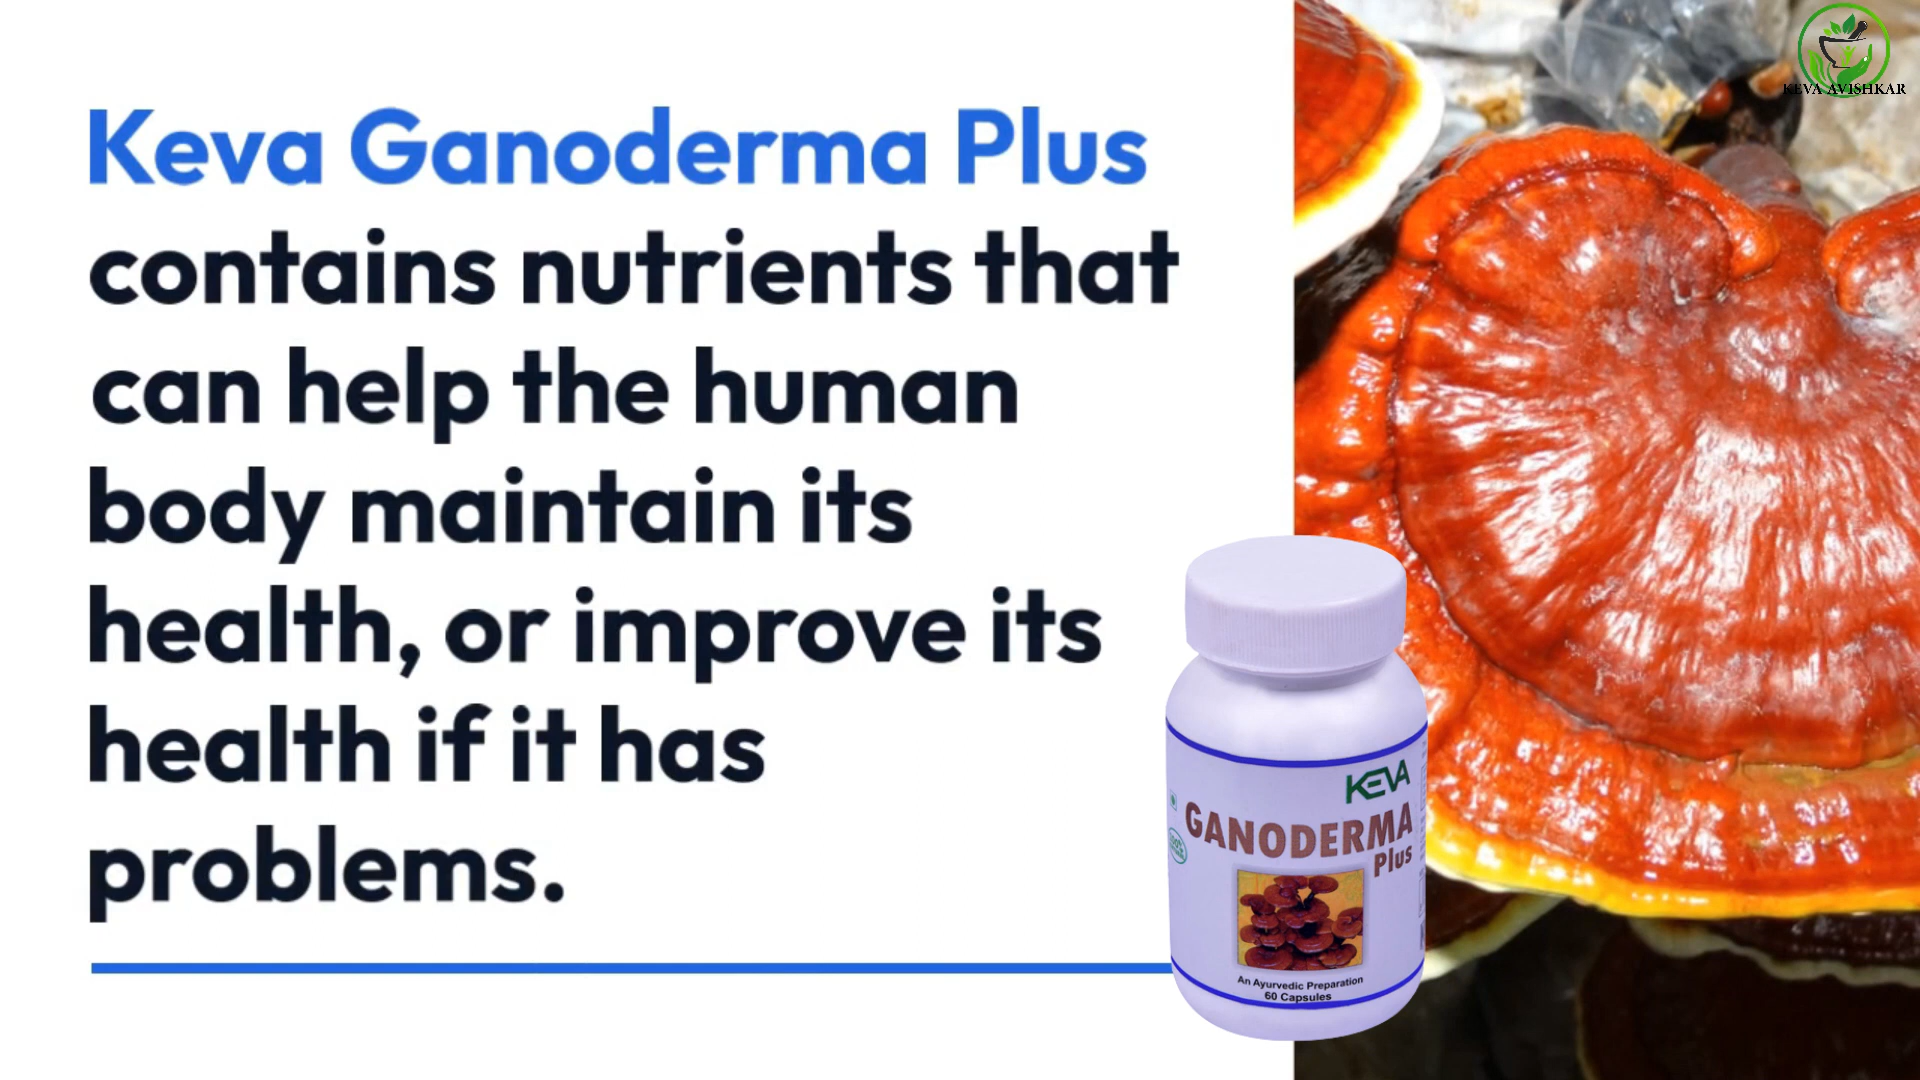 KEVA AVISHKAR
Keva Ganoderma Plus
contains nutrients that
can help the human
body maintain its
health, or improve its
health if it has
problems.
KEVA
GANODERMA
Plus
An Ayurvedic Preparation
60 Capsules